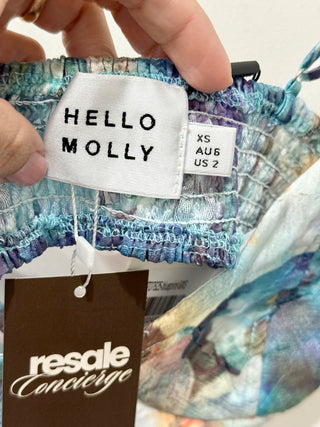 HELLO
MOLLY
XS
AU6
US 2
resale
Concierge